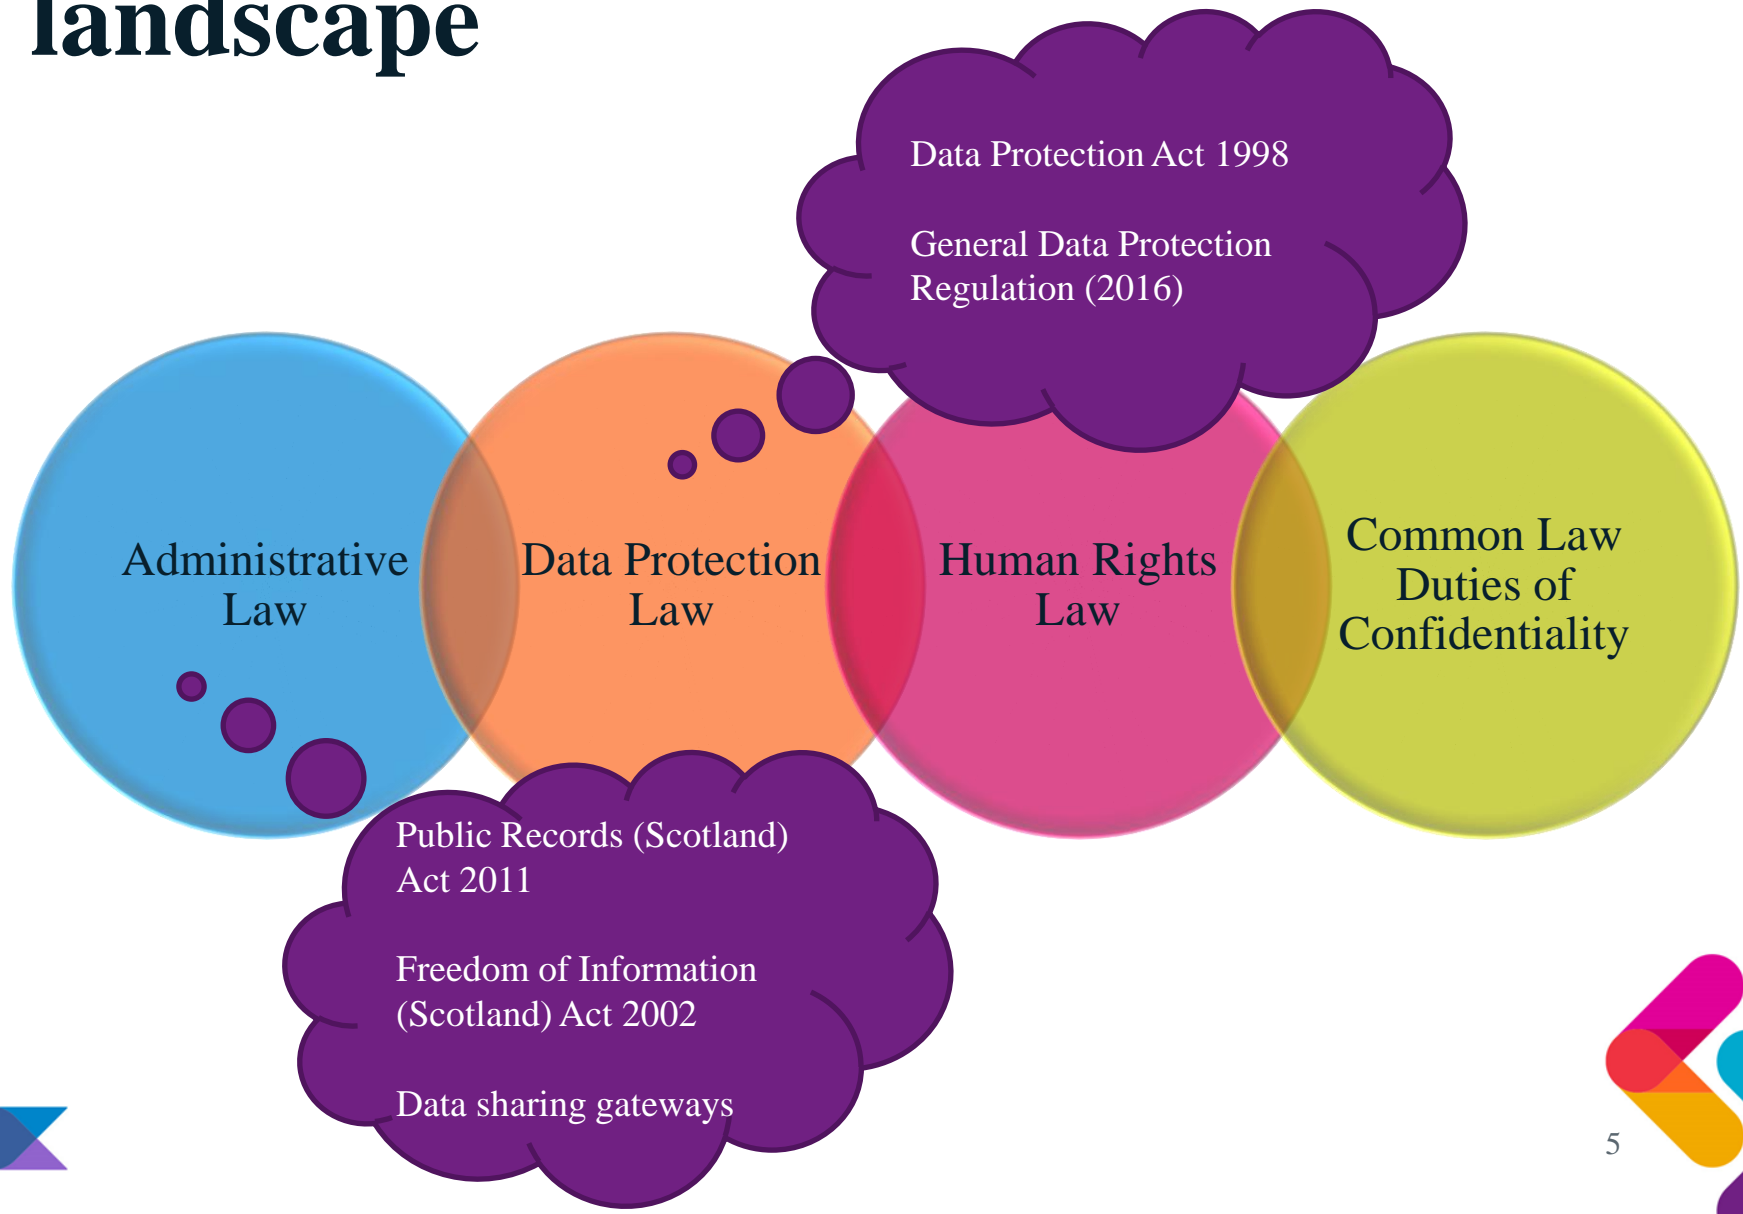 landscape
Data Protection Act 1998
General Data Protection
Regulation (2016)
Administrative
Law
Data Protection
Law
Human Rights
Law
Common Law
Duties of
Confidentiality
Public Records (Scotland)
Act 2011
Freedom of Information
(Scotland) Act 2002
Data sharing gateways
5